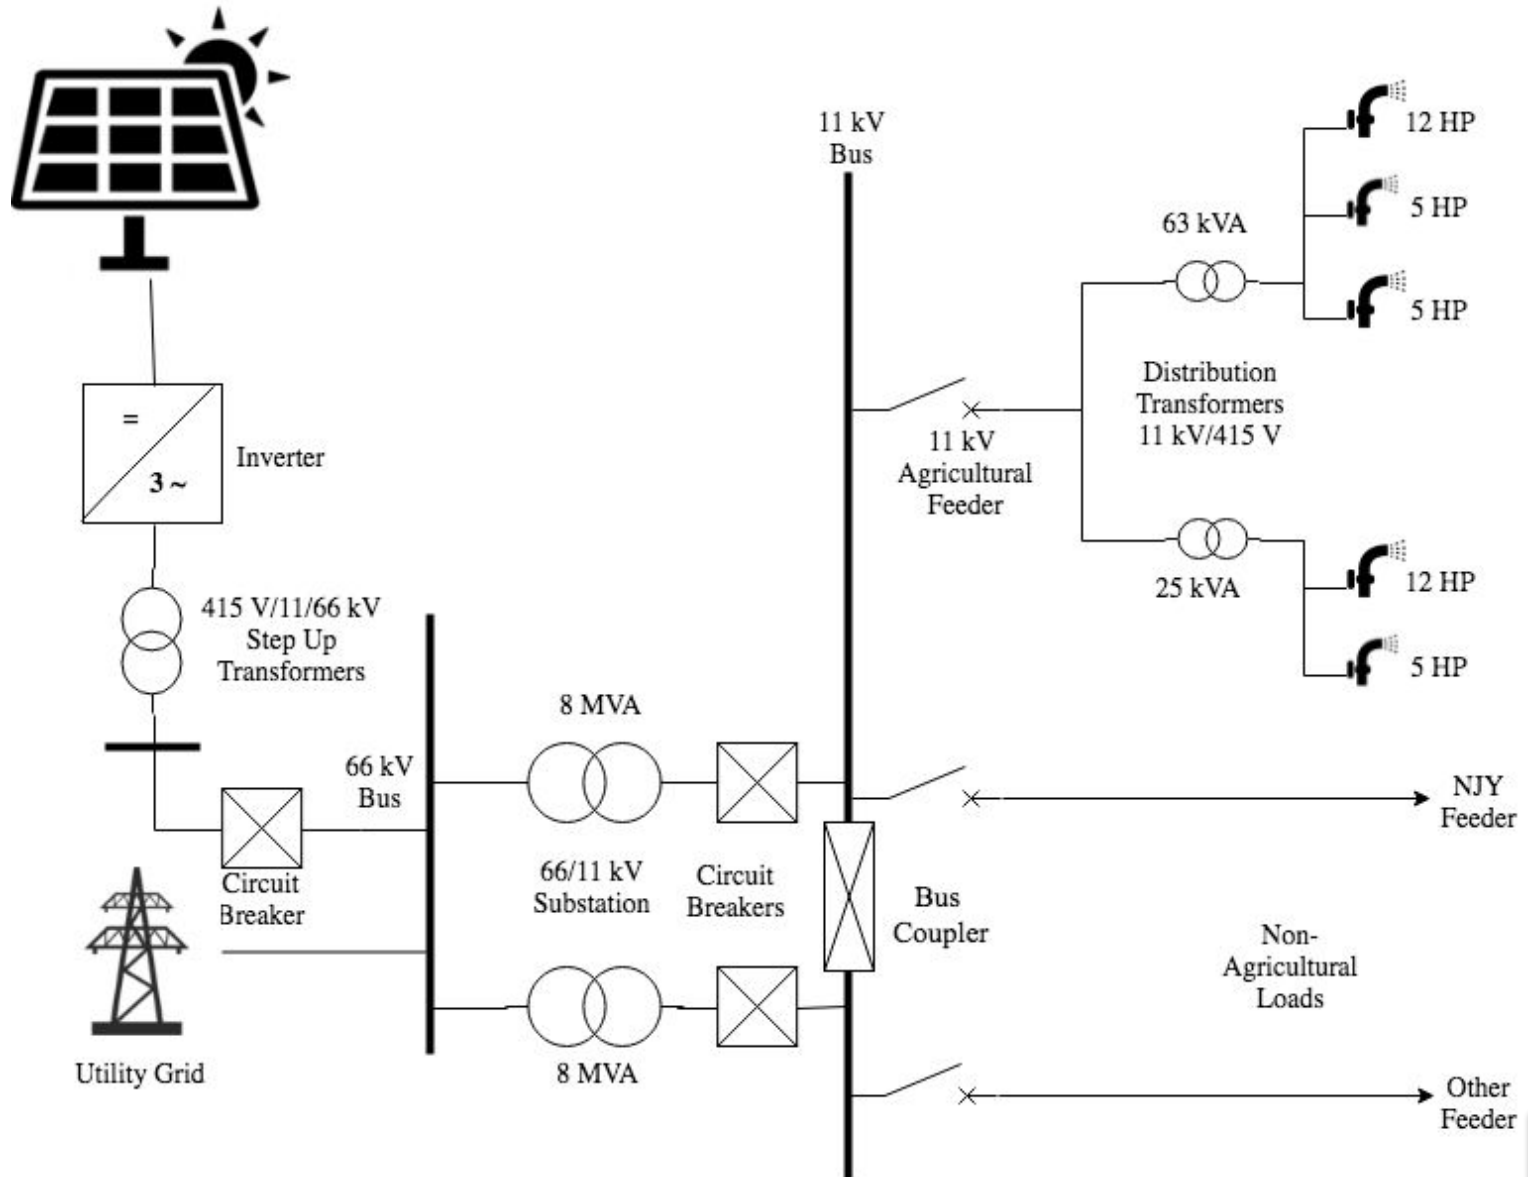 11 kV
Bus
12 HP
5 HP
63 kVA
5 HP
Distribution
Transformers
11 kV/415 V
=
3 ~
Inverter
11 kV
Agricultural
Feeder
25 kVA
12 HP
5 HP
415 V/11/66 kV
Step Up
Transformers
8 MVA
66 kV
Bus
NJY
Feeder
Circuit
Breaker
66/11 kV
Substation
Circuit
Breakers
Bus
Coupler
Non-
Agricultural
Loads
Utility Grid
8 MVA
Other
Feeder